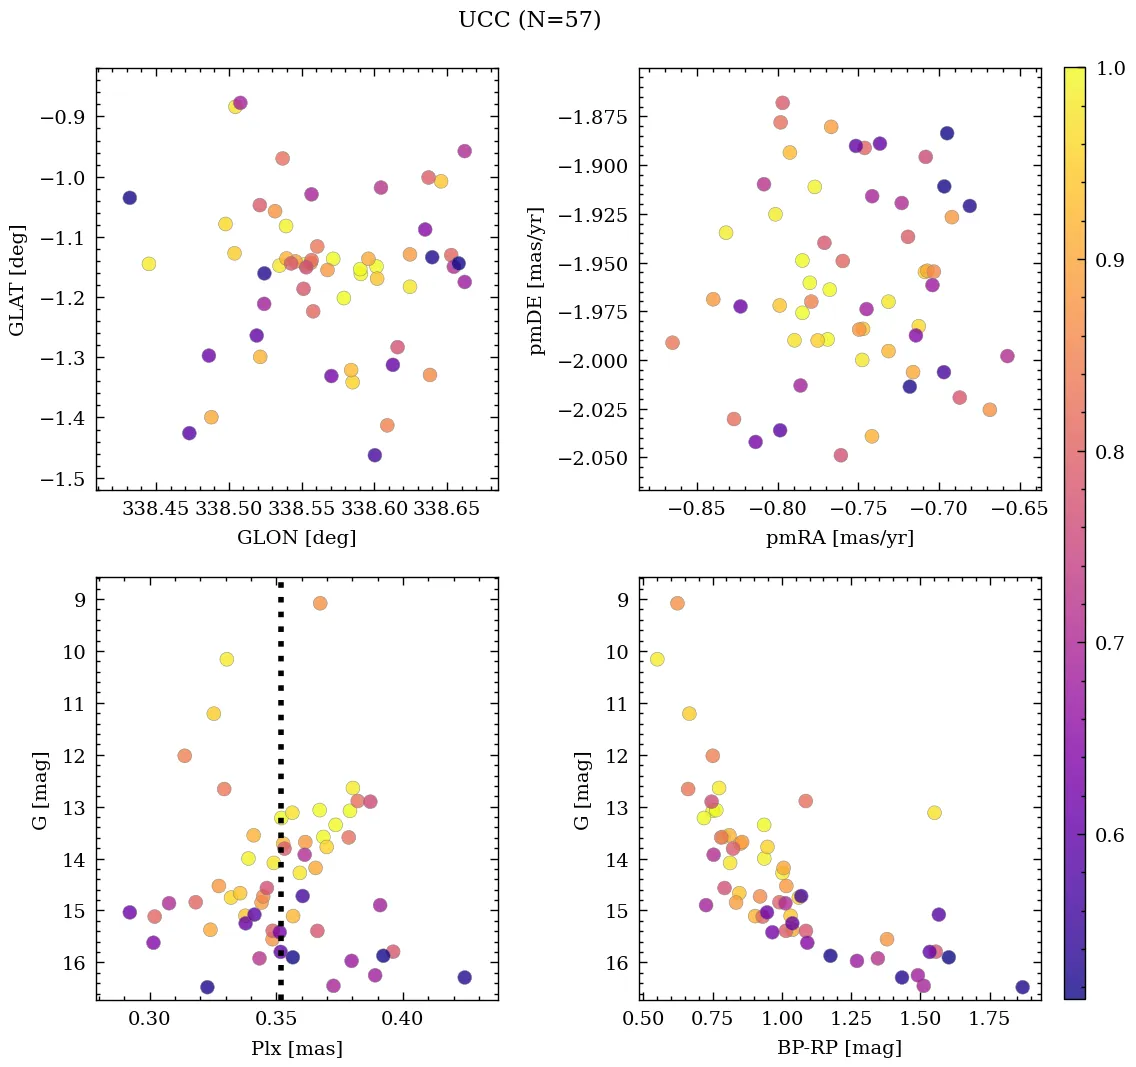 UCC (N=57)
−0.9
−1.0
−1.1
−1.2
−1.3
−1.4
−1.5
GLAT [deg]
338.45 338.50 338.55 338.60 338.65
GLON [deg]
−1.875
−1.900
−1.925
−1.950
−1.975
−2.000
−2.025
−2.050
pmDE [mas/yr]
−0.85 −0.80 −0.75 −0.70 −0.65
pmRA [mas/yr]
9
10
11
12
13
14
15
16
G [mag]
0.30 0.35 0.40
Plx [mas]
9
10
11
12
13
14
15
16
G [mag]
0.50 0.75 1.00 1.25 1.50 1.75
BP-RP [mag]
1.0
0.9
0.8
0.7
0.6